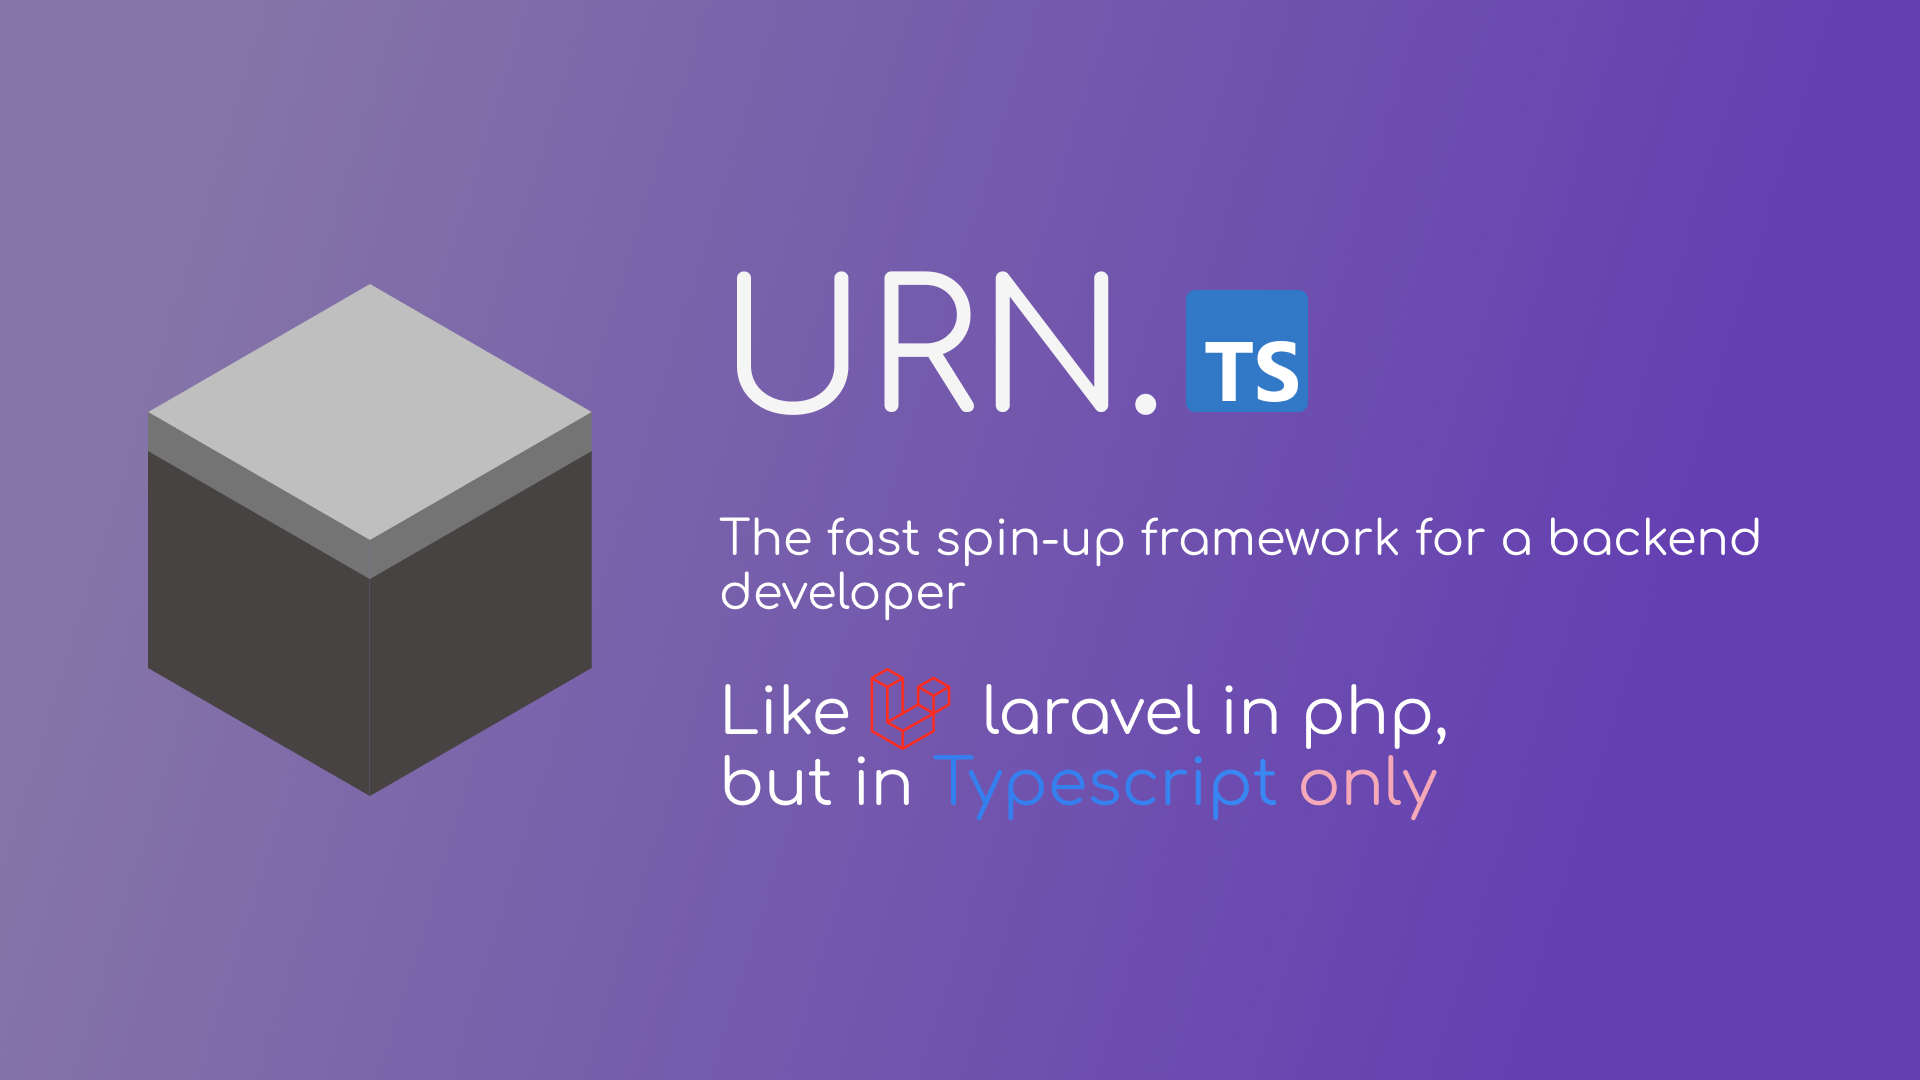 URN. TS
The fast spin-up framework for a backend
developer
Like laravel in php,
but in Typescript only